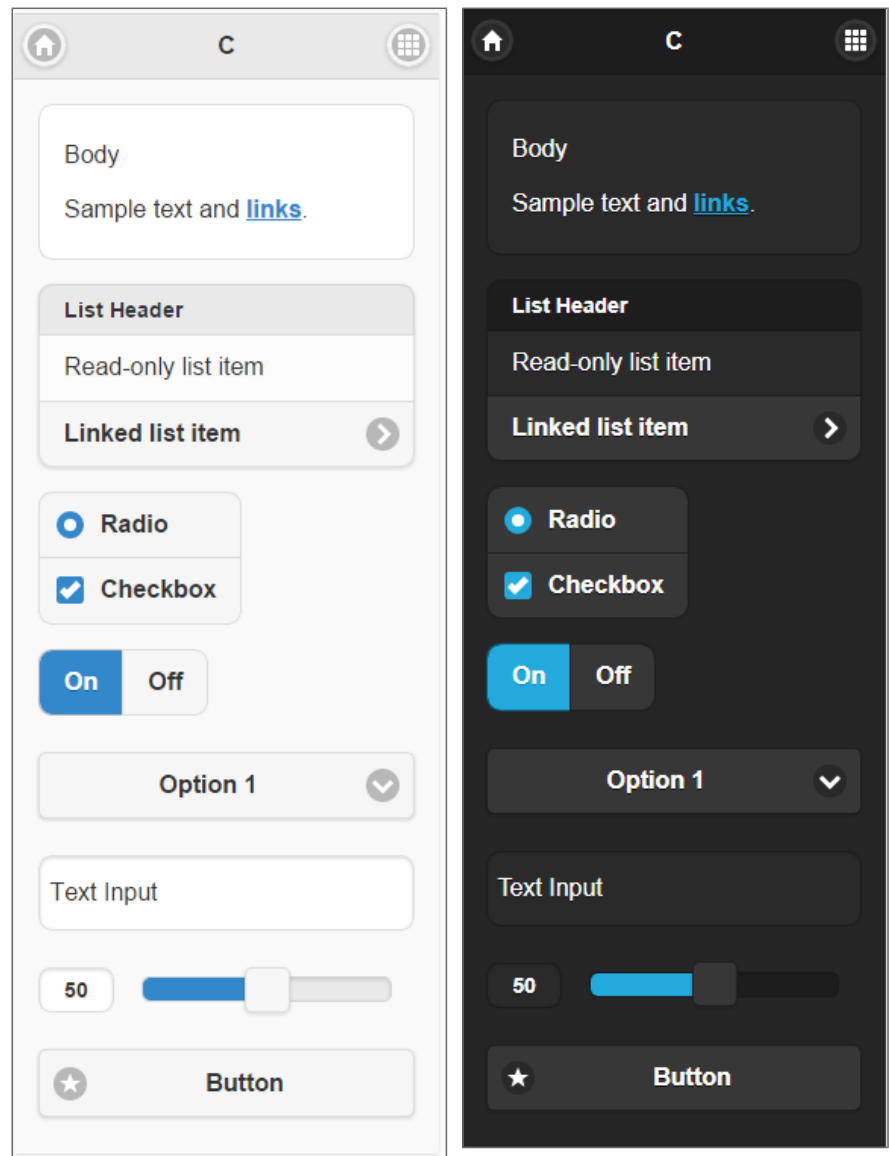 C
Body
Sample text and links.
List Header
Read-only list item
Linked list item
Radio
Checkbox
On Off
Option 1
Text Input
50
Button
C
Body
Sample text and links.
List Header
Read-only list item
Linked list item
Radio
Checkbox
On Off
Option 1
Text Input
50
Button